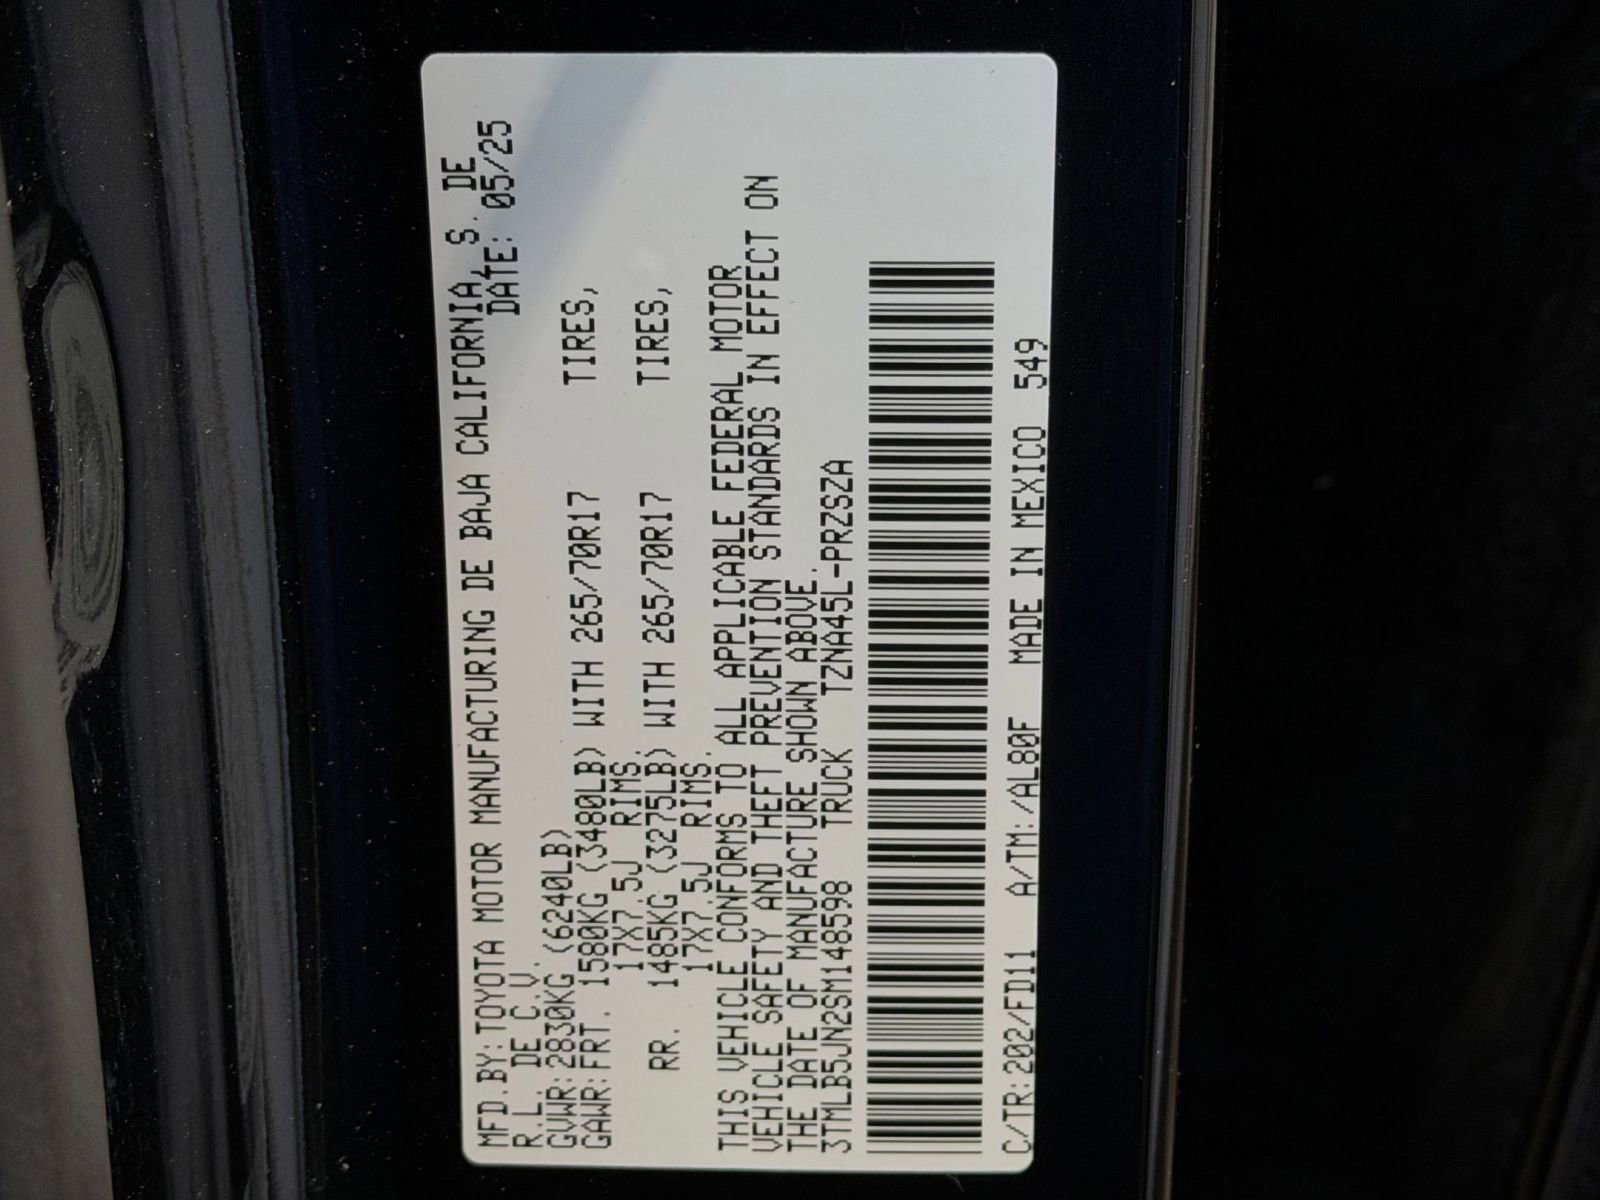 MFD.BY:TOYOTA MOTOR MANUFACTURING DE BAJA CALIFORNIA, S. DE
R.L. DE C.V. DATE: 05/25
GVWR:2830KG (6240LB)
GAWR:FRT. 1580KG (3480LB) WITH 265/70R17 TIRES,
17X7.5J RIMS.
RR. 1485KG (3275LB) WITH 265/70R17 TIRES,
17X7.5J RIMS.
THIS VEHICLE CONFORMS TO ALL APPLICABLE FEDERAL MOTOR
VEHICLE SAFETY AND THEFT PREVENTION STANDARDS IN EFFECT ON
THE DATE OF MANUFACTURE SHOWN ABOVE.
3TMLB5JN2SM148598 TRUCK TZNA45L-PRZSZA
C/TR:202/FD11 A/TM:/AL80F MADE IN MEXICO 549